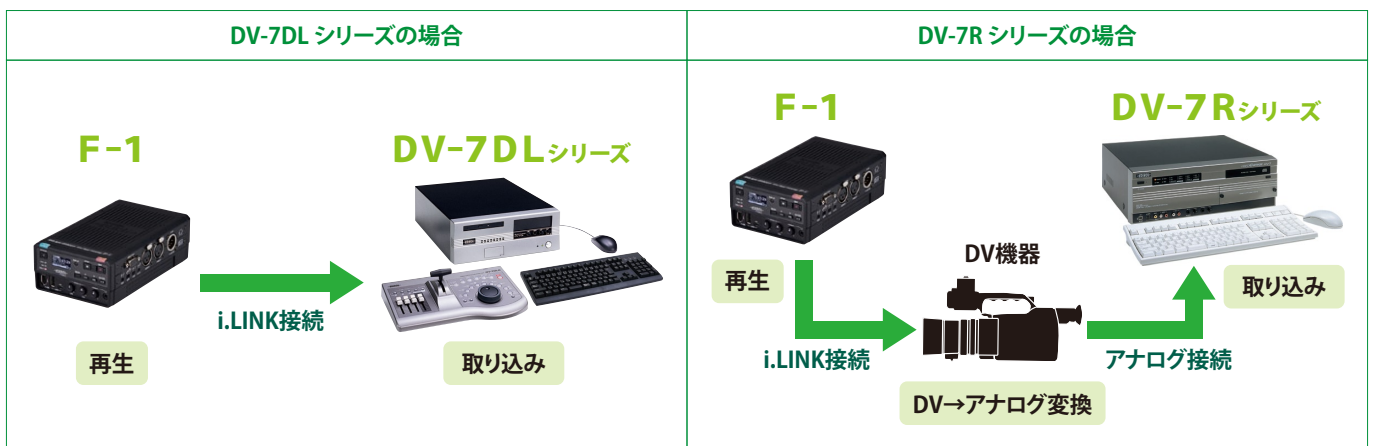 DV-7DL シリーズの場合
F-1
DV-7DLシリーズ
i.LINK接続
再生
取り込み
DV-7R シリーズの場合
F-1
DV-7Rシリーズ
DV機器
再生
取り込み
i.LINK接続
アナログ接続
DV→アナログ変換